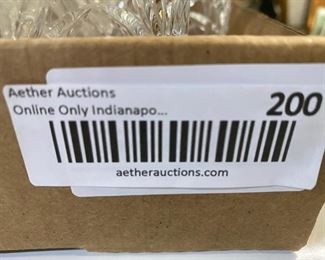 Aether Auctions
200
Online Only Indianapo...
aetherauctions.com